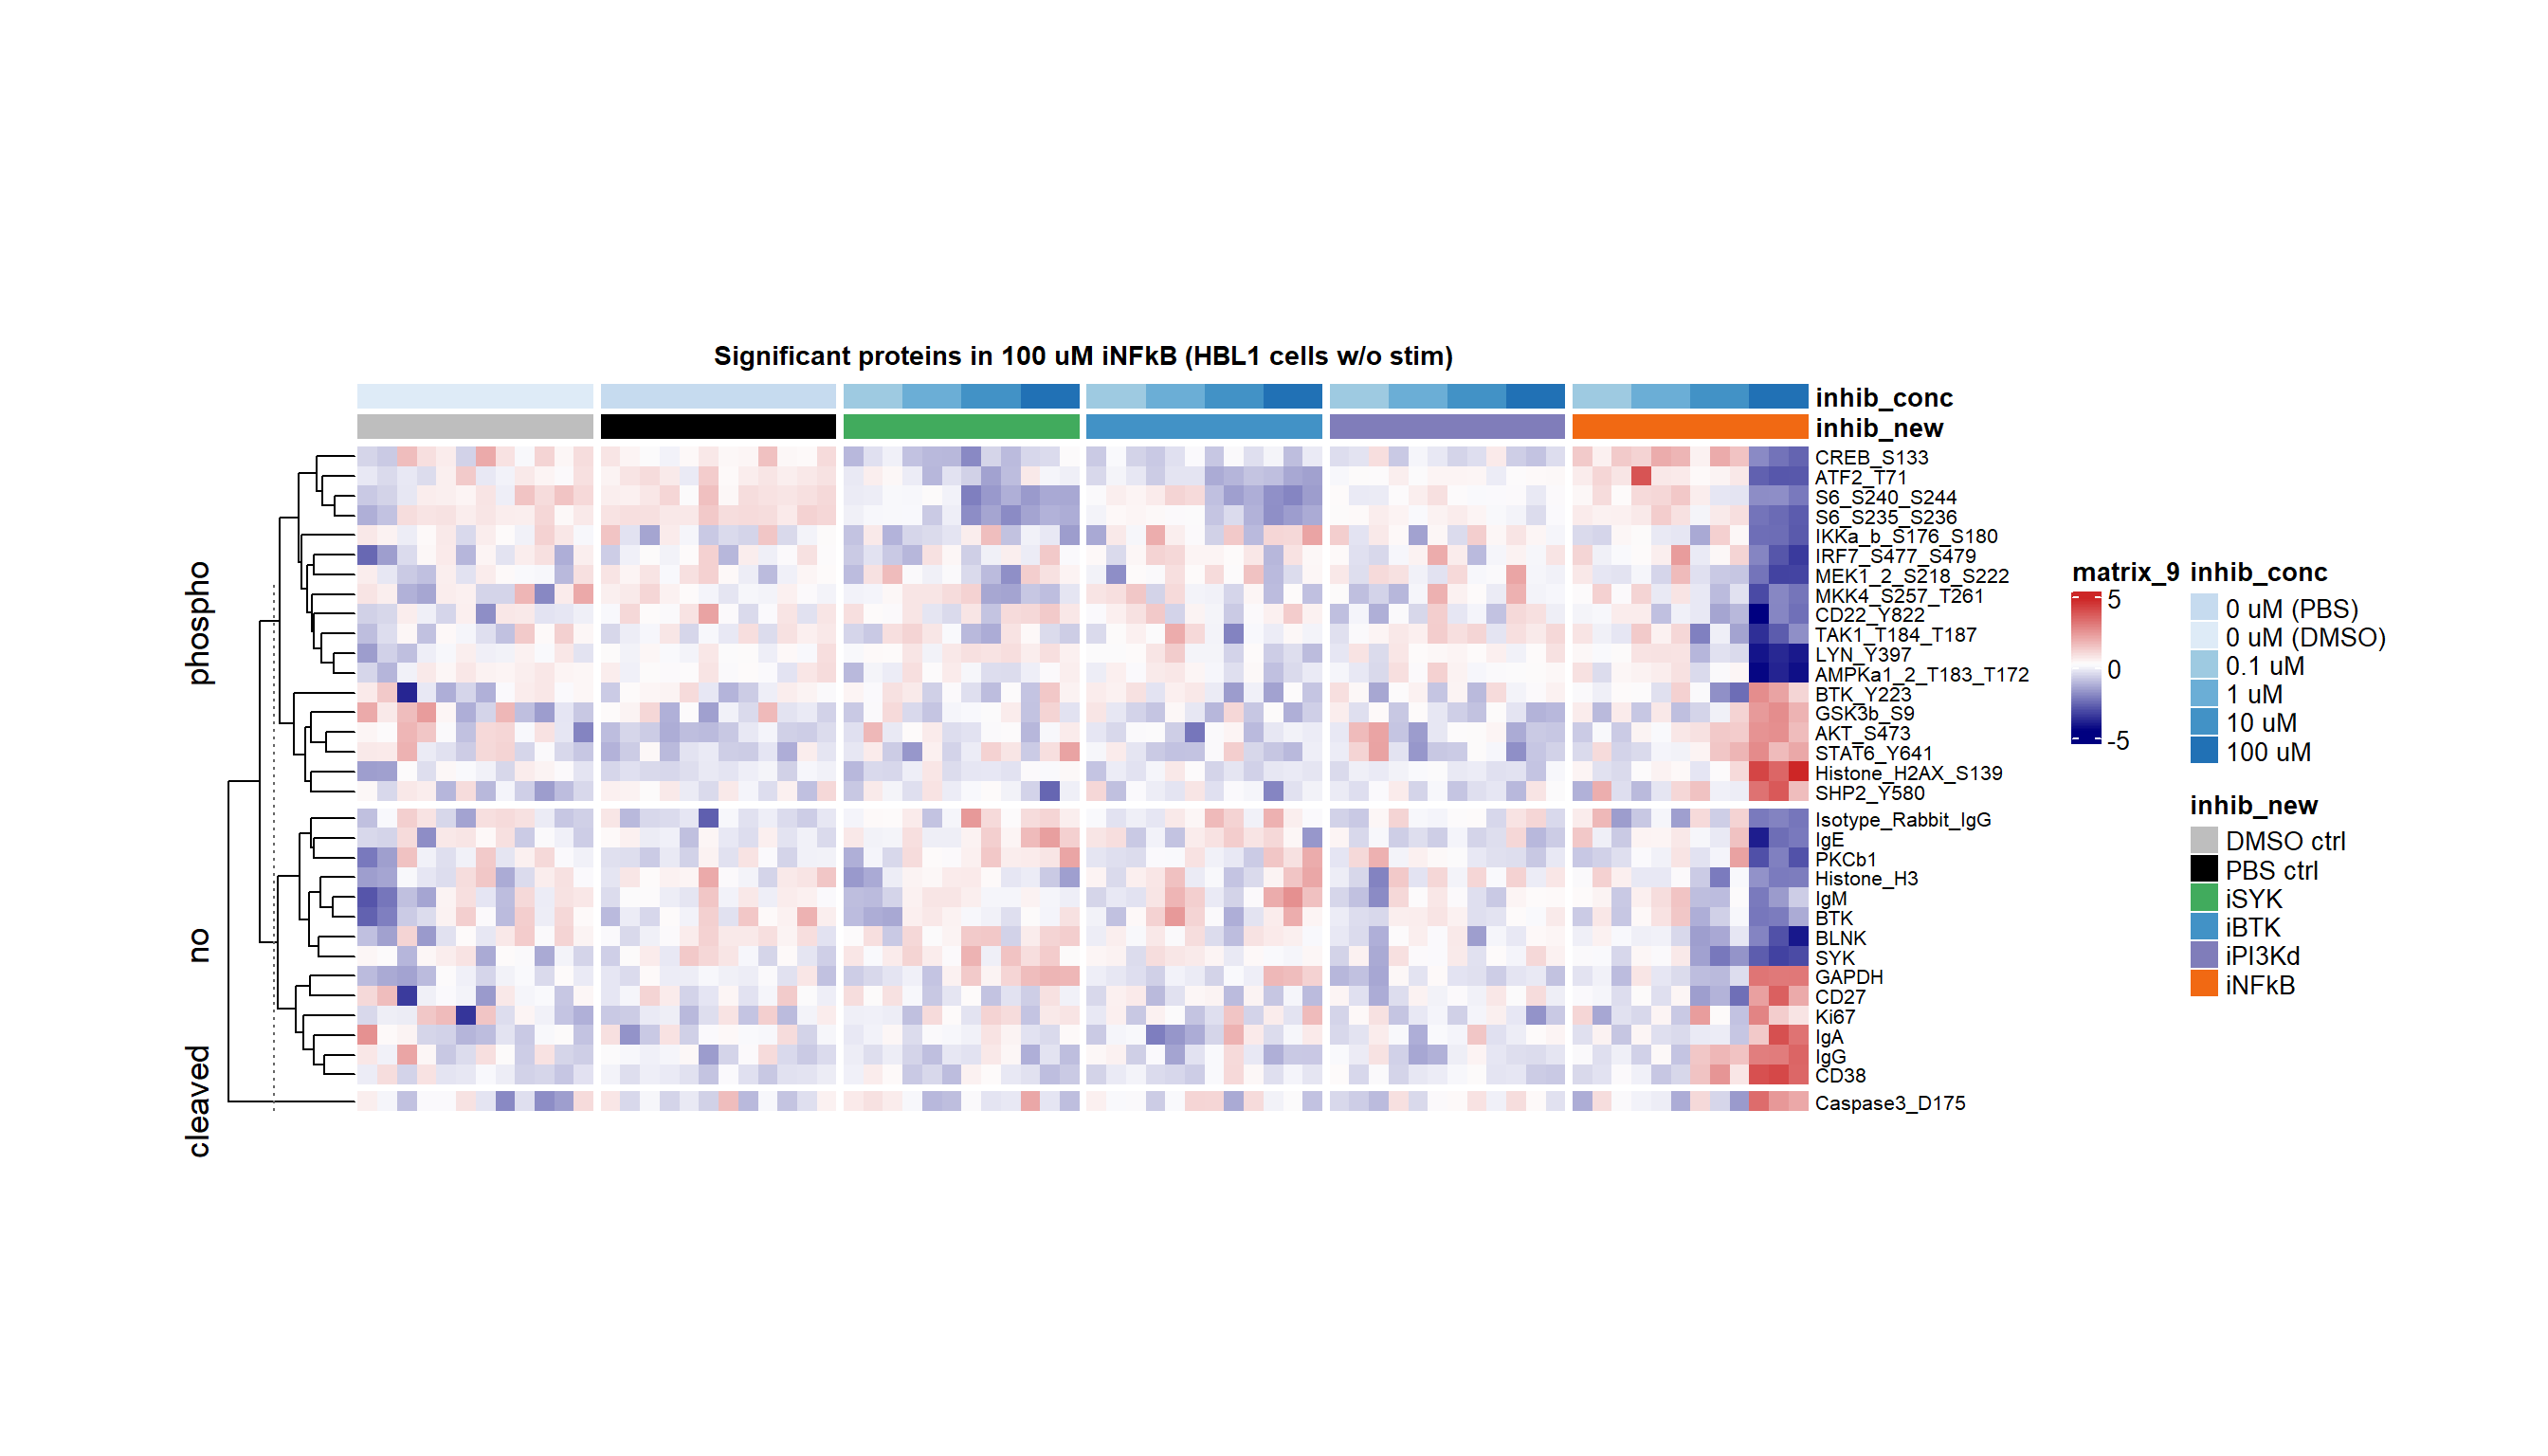 Significant proteins in 100 uM iNFkB (HBL1 cells w/o stim)
inhib_conc
inhib_new
phospho
CREB_S133
ATF2_T71
S6_S240_S244
S6_S235_S236
IKKa_b_S176_S180
IRF7_S477_S479
MEK1_2_S218_S222
MKK4_S257_T261
CD22_Y822
TAK1_T184_T187
LYN_Y397
AMPKa1_2_T183_T172
BTK_Y223
GSK3b_S9
AKT_S473
STAT6_Y641
Histone_H2AX_S139
SHP2_Y580
no
Isotype_Rabbit_IgG
IgE
PKCb1
Histone_H3
IgM
BTK
BLNK
SYK
GAPDH
CD27
Ki67
IgA
IgG
CD38
cleaved
Caspase3_D175
matrix_9
5
0
-5
inhib_conc
0 uM (PBS)
0 uM (DMSO)
0.1 uM
1 uM
10 uM
100 uM
inhib_new
DMSO ctrl
PBS ctrl
iSYK
iBTK
iPI3Kd
iNFkB